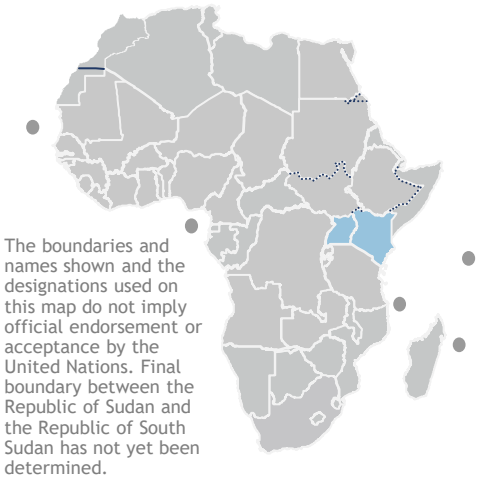 The boundaries and
names shown and the
designations used on
this map do not imply
official endorsement or
acceptance by the
United Nations. Final
boundary between the
Republic of Sudan and
the Republic of South
Sudan has not yet been
determined.